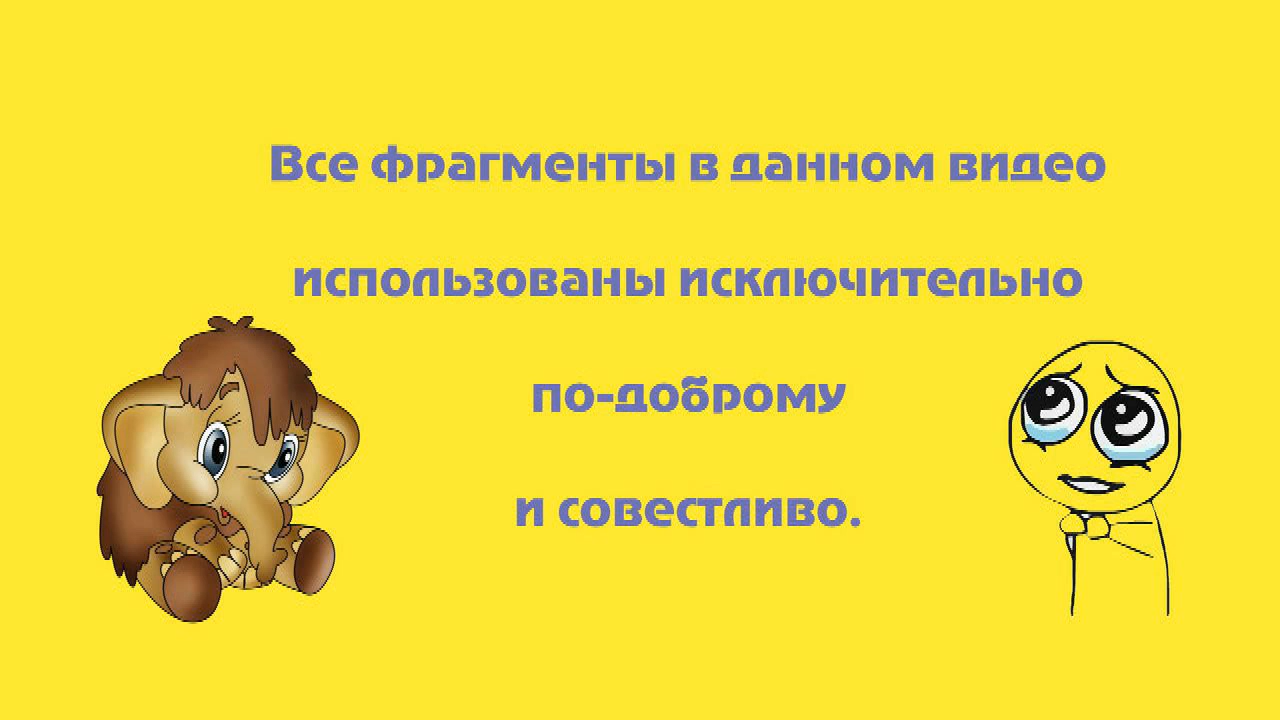 Все фрагменты в данном видео
использованы исключительно
по-доброму
и совестливо.